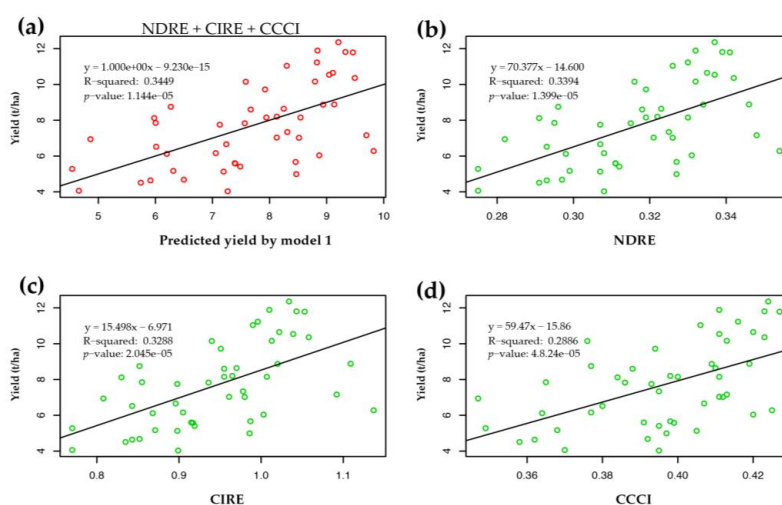 (a)
NDRE + CIRE + CCCI
y = 1.000e+00x − 9.230e-15
R-squared: 0.3449
p-value: 1.144e-05
Yield (t/ha)
4
6
8
10
12
5
6
7
8
9
10
Predicted yield by model 1
(b)
y = 70.377x − 14.600
R-squared: 0.3394
p-value: 1.399e-05
Yield (t/ha)
4
6
8
10
12
0.28
0.30
0.32
0.34
NDRE
(c)
y = 15.498x − 6.971
R-squared: 0.3288
p-value: 2.045e-05
Yield (t/ha)
4
6
8
10
12
0.8
0.9
1.0
1.1
CIRE
(d)
y = 59.47x − 15.86
R-squared: 0.2886
p-value: 4.8.24e-05
Yield (t/ha)
4
6
8
10
12
0.36
0.38
0.40
0.42
CCCI